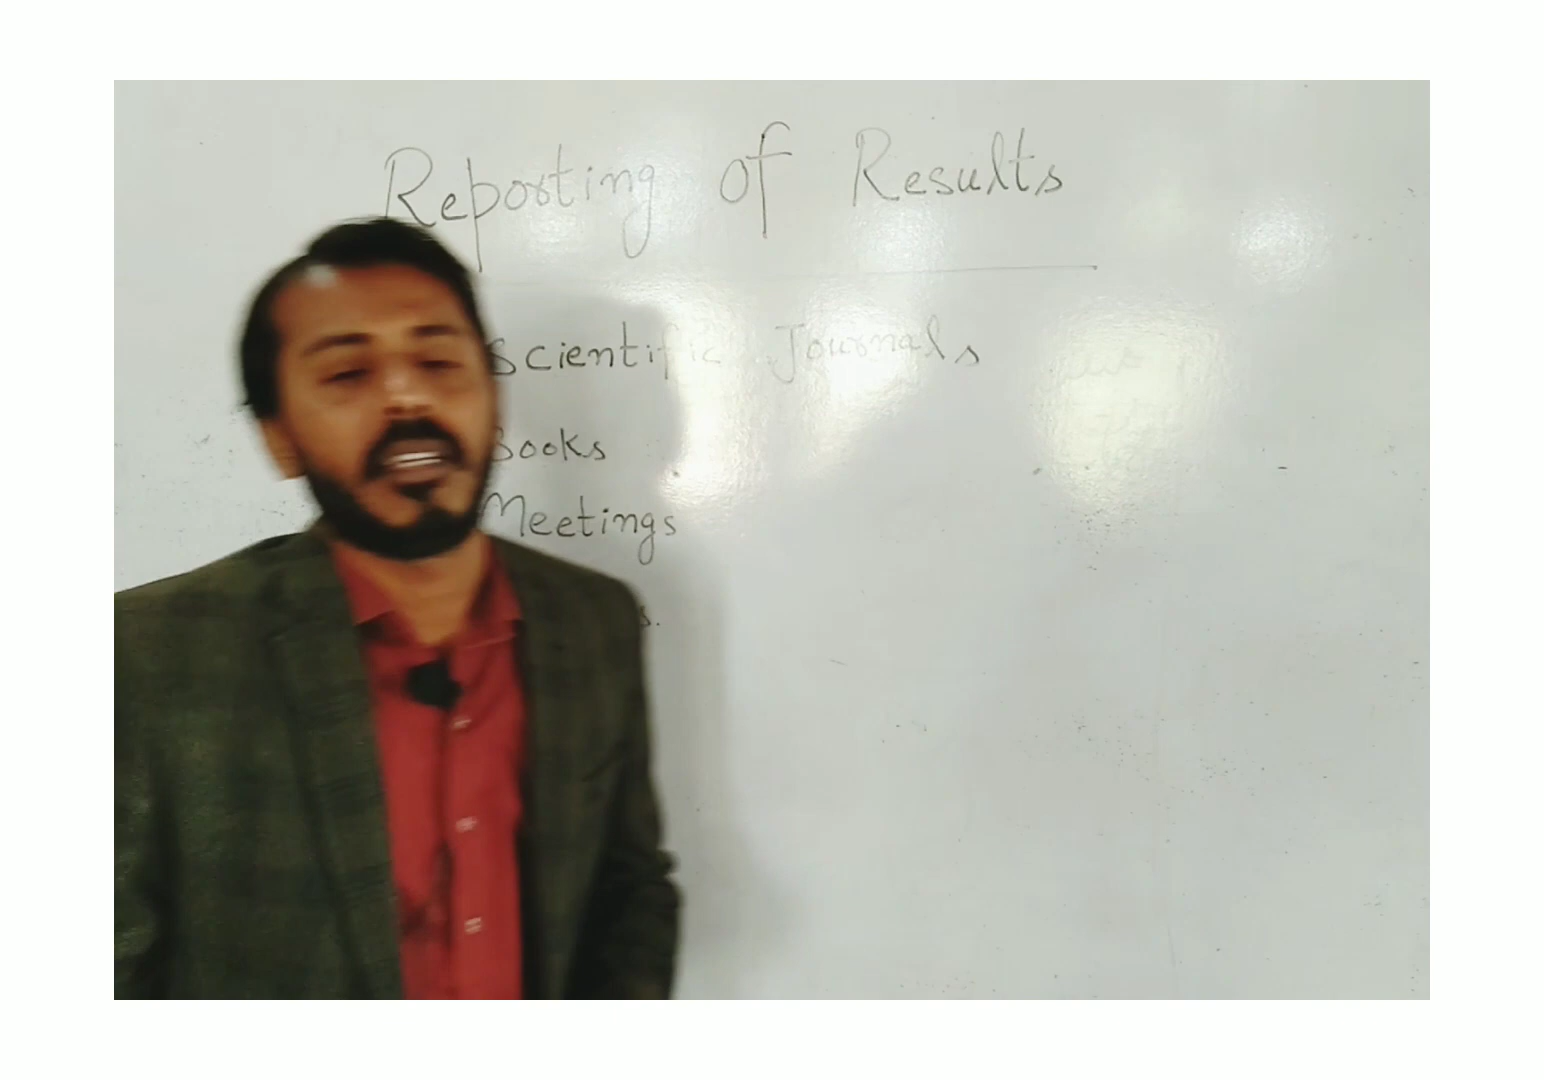 Reporting of Results
Scientific Journals
Books
Meetings